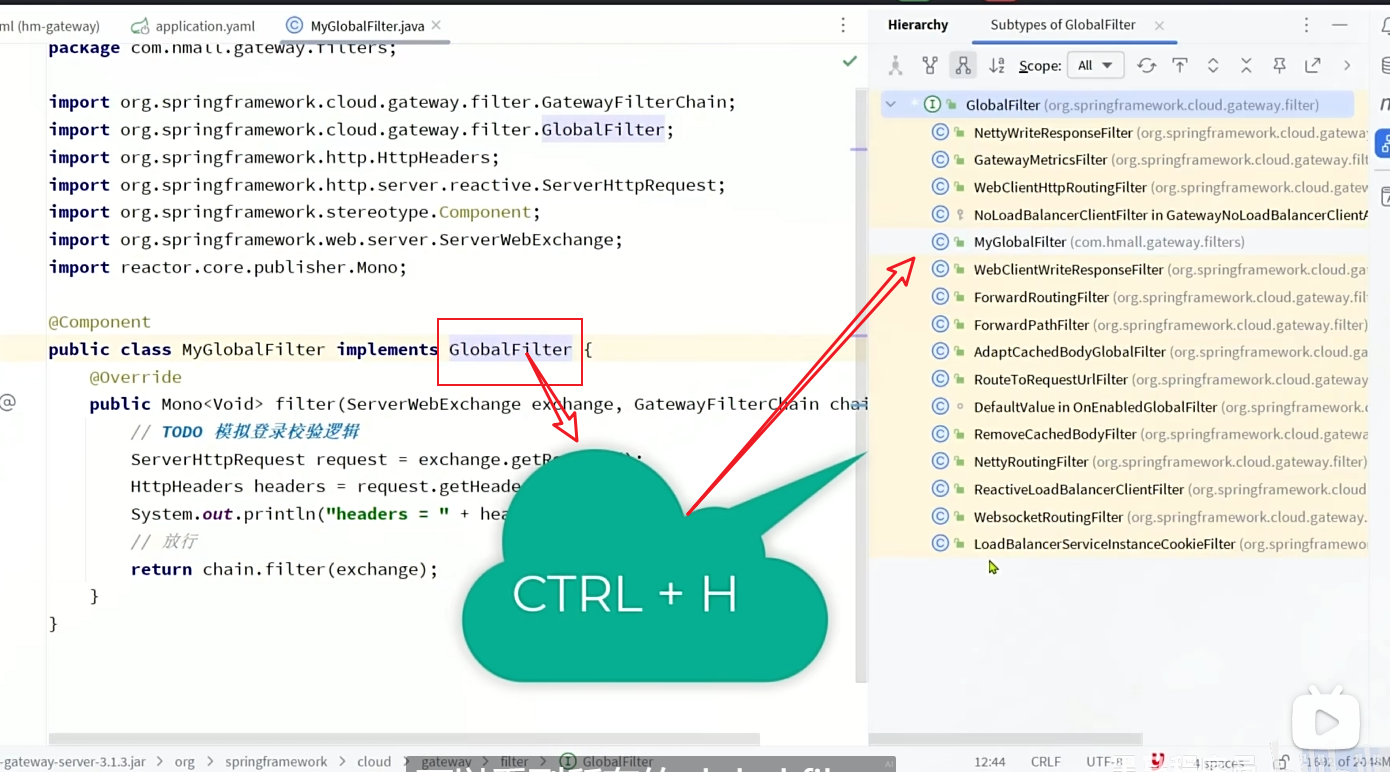 ml (hm-gateway)
application.yaml
MyGlobalFilter.java
package com.hmall.gateway.filters;
import org.springframework.cloud.gateway.filter.GatewayFilterChain;
import org.springframework.cloud.gateway.filter.GlobalFilter;
import org.springframework.http.HttpHeaders;
import org.springframework.http.server.reactive.ServerHttpRequest;
import org.springframework.stereotype.Component;
import org.springframework.web.server.ServerWebExchange;
import reactor.core.publisher.Mono;
@Component
public class MyGlobalFilter implements GlobalFilter {
@Override
public Mono<Void> filter(ServerWebExchange exchange, GatewayFilterChain chai
// TODO 模拟登录校验逻辑
ServerHttpRequest request = exchange.getRe
HttpHeaders headers = request.getHeade
System.out.println("headers = " + hea
// 放行
return chain.filter(exchange);
}
}
CTRL + H
Hierarchy
Subtypes of GlobalFilter
Scope: All
GlobalFilter (org.springframework.cloud.gateway.filter)
NettyWriteResponseFilter (org.springframework.cloud.gatewa
GatewayMetricsFilter (org.springframework.cloud.gateway.filt
WebClientHttpRoutingFilter (org.springframework.cloud.gatew
NoLoadBalancerClientFilter in GatewayNoLoadBalancerClientA
MyGlobalFilter (com.hmall.gateway.filters)
WebClientWriteResponseFilter (org.springframework.cloud.ga
ForwardRoutingFilter (org.springframework.cloud.gateway.filt
ForwardPathFilter (org.springframework.cloud.gateway.filter)
AdaptCachedBodyGlobalFilter (org.springframework.cloud.ga
RouteToRequestUrlFilter (org.springframework.cloud.gateway
DefaultValue in OnEnabledGlobalFilter (org.springframework.c
RemoveCachedBodyFilter (org.springframework.cloud.gatewa
NettyRoutingFilter (org.springframework.cloud.gateway.filter)
ReactiveLoadBalancerClientFilter (org.springframework.cloud
WebsocketRoutingFilter (org.springframework.cloud.gateway.
LoadBalancerServiceInstanceCookieFilter (org.springframewo
-gateway-server-3.1.3.jar > org > springframework > cloud > gateway > filter > GlobalFilter
12:44 CRLF UTF-8 4 spaces